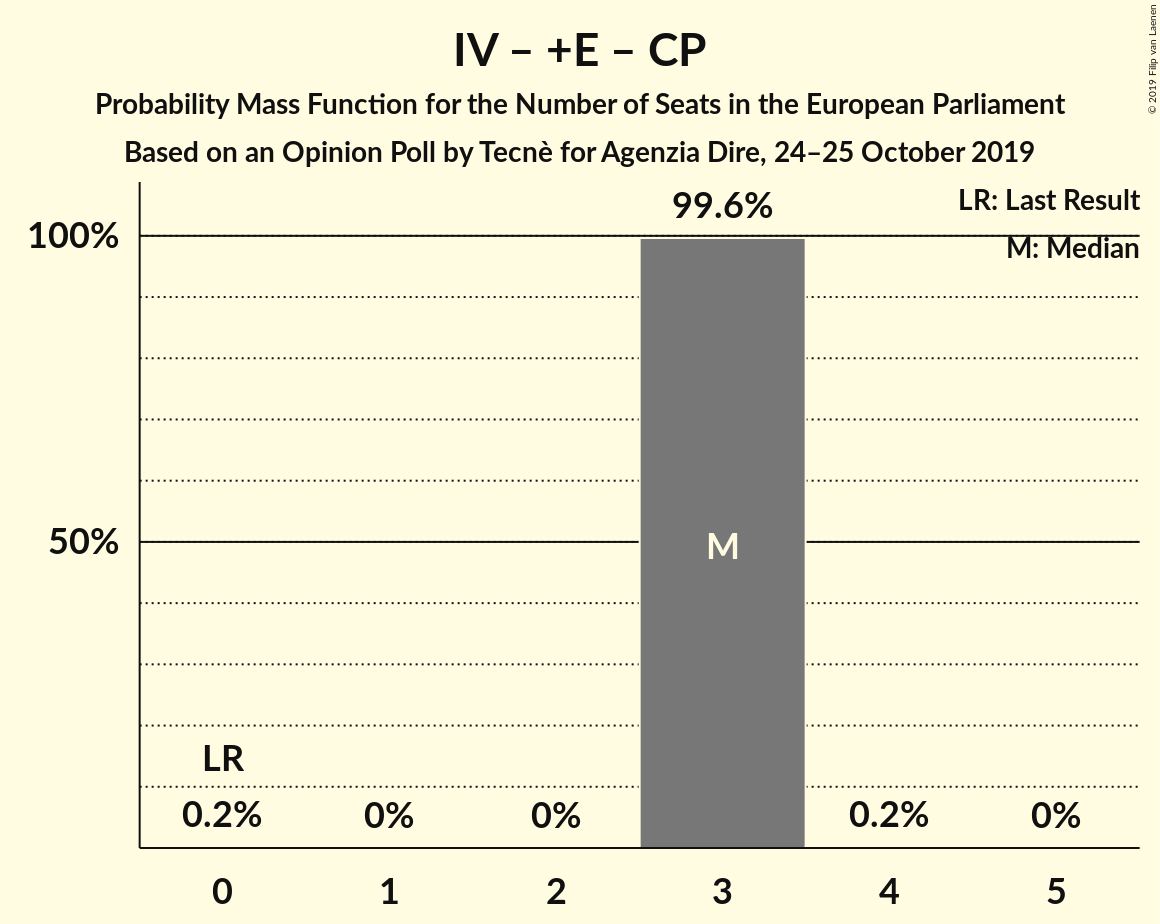 IV – +E – CP
Probability Mass Function for the Number of Seats in the European Parliament
Based on an Opinion Poll by Tecnè for Agenzia Dire, 24–25 October 2019
© 2019 Filip van Laenen
LR: Last Result
M: Median
99.6%
100%
50%
M
LR
0.2%
0%
0%
0.2%
0%
0
1
2
3
4
5